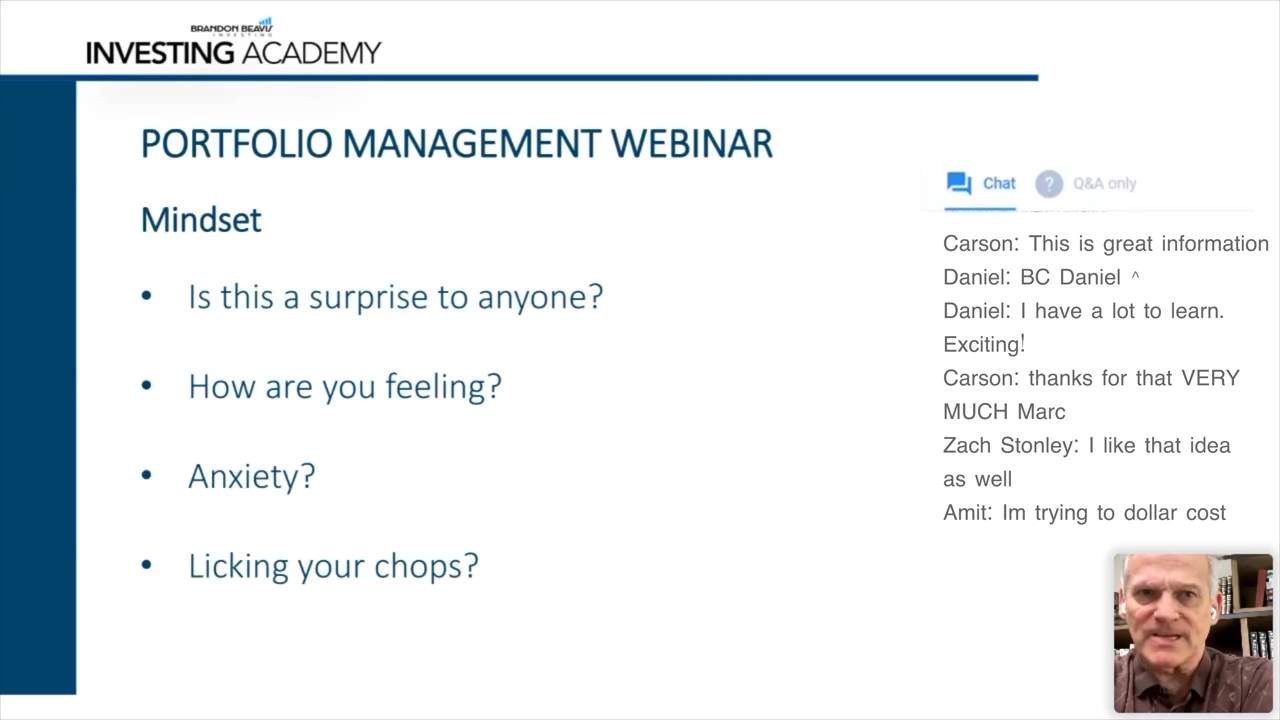 BRANDON BEAVIS
INVESTING
INVESTING ACADEMY
PORTFOLIO MANAGEMENT WEBINAR
Mindset
• Is this a surprise to anyone?
• How are you feeling?
• Anxiety?
• Licking your chops?
Chat
? Q&A only
Carson: This is great information
Daniel: BC Daniel ^
Daniel: I have a lot to learn.
Exciting!
Carson: thanks for that VERY
MUCH Marc
Zach Stonley: I like that idea
as well
Amit: Im trying to dollar cost